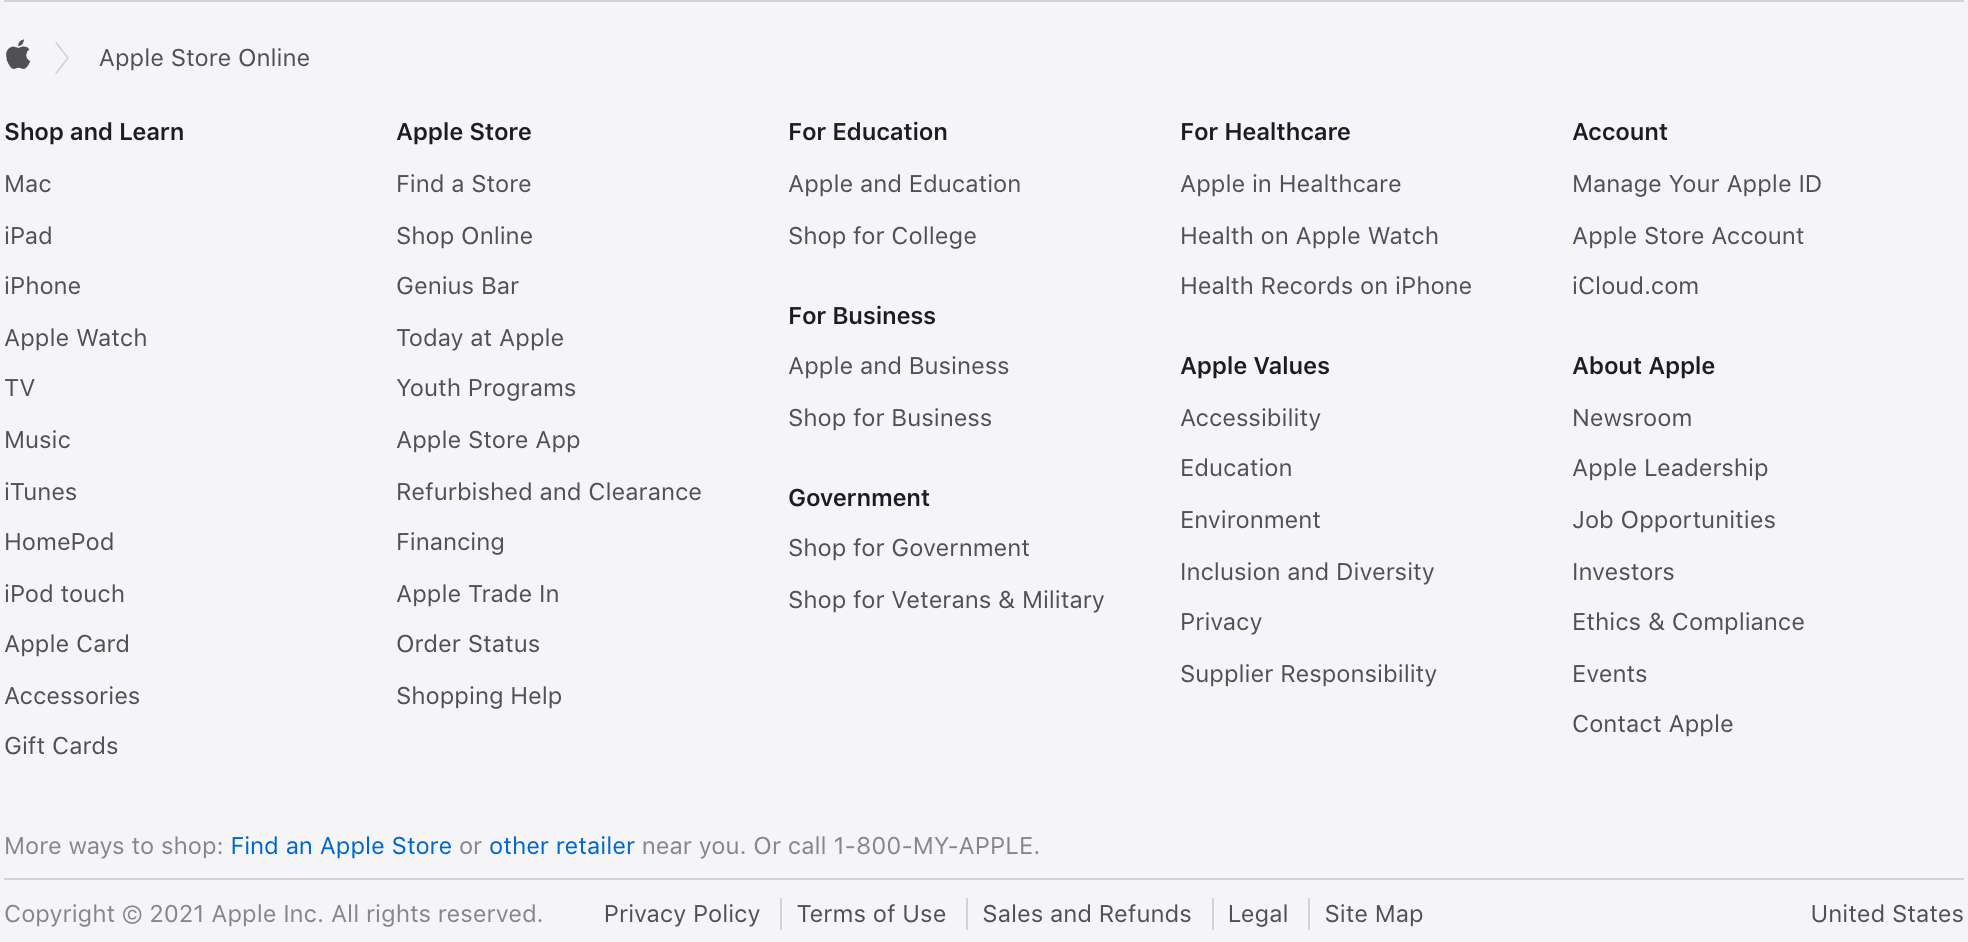 Apple Store Online
Shop and Learn
Mac
iPad
iPhone
Apple Watch
TV
Music
iTunes
HomePod
iPod touch
Apple Card
Accessories
Gift Cards
Apple Store
Find a Store
Shop Online
Genius Bar
Today at Apple
Youth Programs
Apple Store App
Refurbished and Clearance
Financing
Apple Trade In
Order Status
Shopping Help
For Education
Apple and Education
Shop for College
For Business
Apple and Business
Shop for Business
Government
Shop for Government
Shop for Veterans & Military
For Healthcare
Apple in Healthcare
Health on Apple Watch
Health Records on iPhone
Apple Values
Accessibility
Education
Environment
Inclusion and Diversity
Privacy
Supplier Responsibility
Account
Manage Your Apple ID
Apple Store Account
iCloud.com
About Apple
Newsroom
Apple Leadership
Job Opportunities
Investors
Ethics & Compliance
Events
Contact Apple
More ways to shop: Find an Apple Store or other retailer near you. Or call 1-800-MY-APPLE.
Copyright © 2021 Apple Inc. All rights reserved. Privacy Policy Terms of Use Sales and Refunds Legal Site Map United States